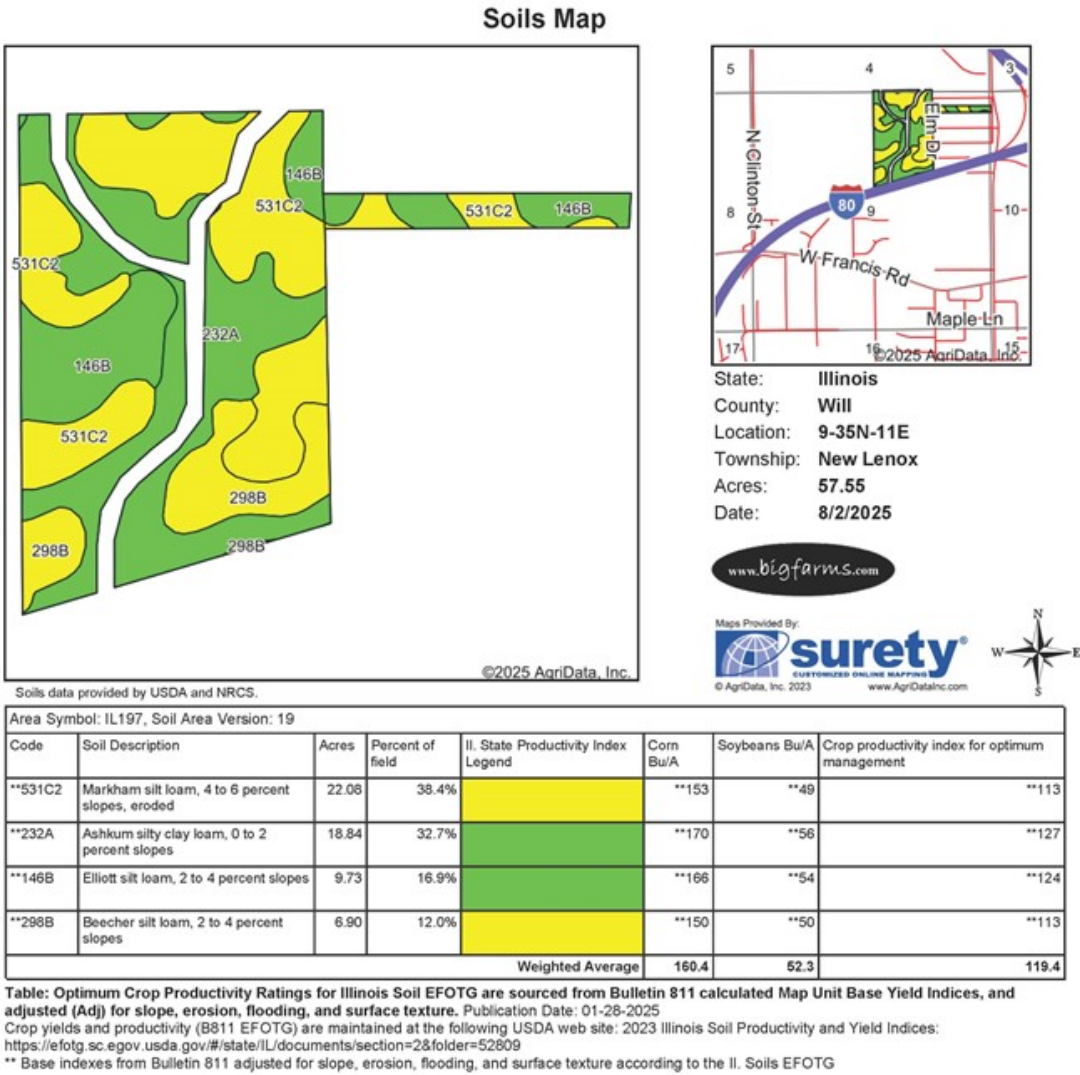 Soils Map
146B
531C2
531C2
146B
531C2
232A
146B
531C2
298B
298B
298B
©2025 AgriData, Inc.
Soils data provided by USDA and NRCS.
5
4
3
N Clinton St
Elm Dr
80
8
9
10
W Francis Rd
Maple Ln
17
16
15
©2025 AgriData, Inc.
State: Illinois
County: Will
Location: 9-35N-11E
Township: New Lenox
Acres: 57.55
Date: 8/2/2025
www.bigfarms.com
Maps Provided By:
surety®
CUSTOMIZED ONLINE MAPPING
© AgriData, Inc. 2023 www.AgriDataInc.com
N
W E
S
Area Symbol: IL197, Soil Area Version: 19
Code Soil Description Acres Percent of field II. State Productivity Index Legend Corn Bu/A Soybeans Bu/A Crop productivity index for optimum management
**531C2 Markham silt loam, 4 to 6 percent slopes, eroded 22.08 38.4% **153 **49 **113
**232A Ashkum silty clay loam, 0 to 2 percent slopes 18.84 32.7% **170 **56 **127
**146B Elliott silt loam, 2 to 4 percent slopes 9.73 16.9% **166 **54 **124
**298B Beecher silt loam, 2 to 4 percent slopes 6.90 12.0% **150 **50 **113
Weighted Average 160.4 52.3 119.4
Table: Optimum Crop Productivity Ratings for Illinois Soil EFOTG are sourced from Bulletin 811 calculated Map Unit Base Yield Indices, and
adjusted (Adj) for slope, erosion, flooding, and surface texture. Publication Date: 01-28-2025
Crop yields and productivity (B811 EFOTG) are maintained at the following USDA web site: 2023 Illinois Soil Productivity and Yield Indices:
https://efotg.sc.egov.usda.gov/#/state/IL/documents/section=2&folder=52809
** Base indexes from Bulletin 811 adjusted for slope, erosion, flooding, and surface texture according to the II. Soils EFOTG